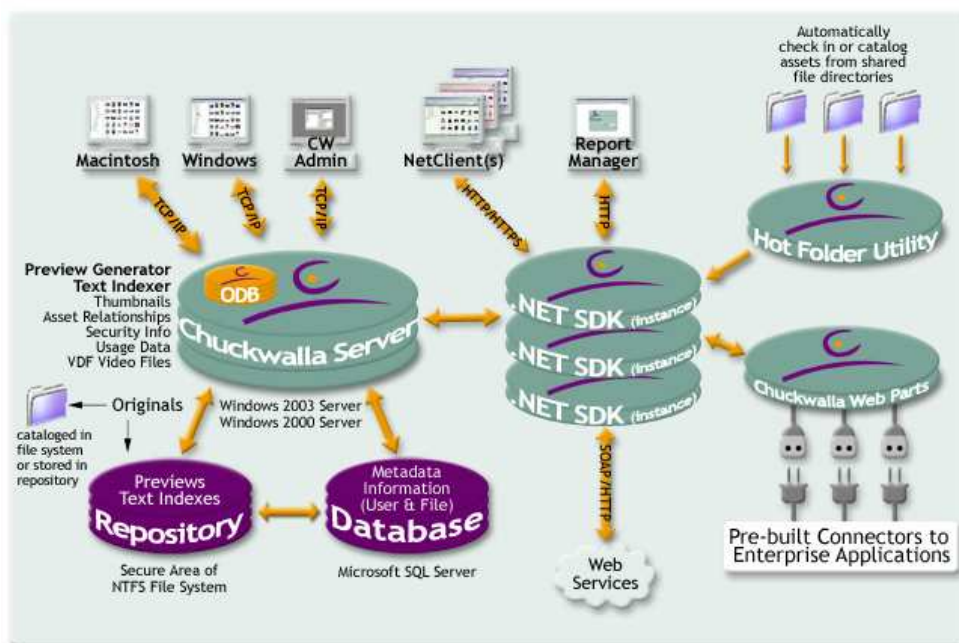 Automatically
check in or catalog
assets from shared
file directories
Macintosh
Windows
CW
Admin
NetClient(s)
Report
Manager
TCP/IP
TCP/IP
TCP/IP
HTTP/HTTPS
HTTP
Hot Folder Utility
Preview Generator
Text Indexer
Thumbnails
Asset Relationships
Security Info
Usage Data
VDF Video Files
ODB
Chuckwalla Server
.NET SDK (instance)
.NET SDK (instance)
.NET SDK (instance)
Chuckwalla Web Parts
Originals
cataloged in
file system
or stored in
repository
Windows 2003 Server
Windows 2000 Server
Previews
Text Indexes
Repository
Secure Area of
NTFS File System
Metadata
Information
(User & File)
Database
Microsoft SQL Server
SOAP/HTTP
Web
Services
Pre-built Connectors to
Enterprise Applications